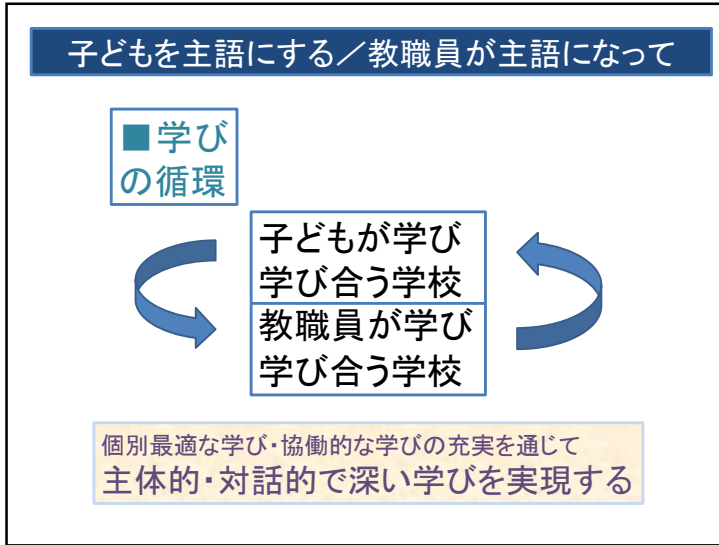 子どもを主語にする／教職員が主語になって
■学び
の循環
子どもが学び
学び合う学校
教職員が学び
学び合う学校
個別最適な学び・協働的な学びの充実を通じて
主体的・対話的で深い学びを実現する